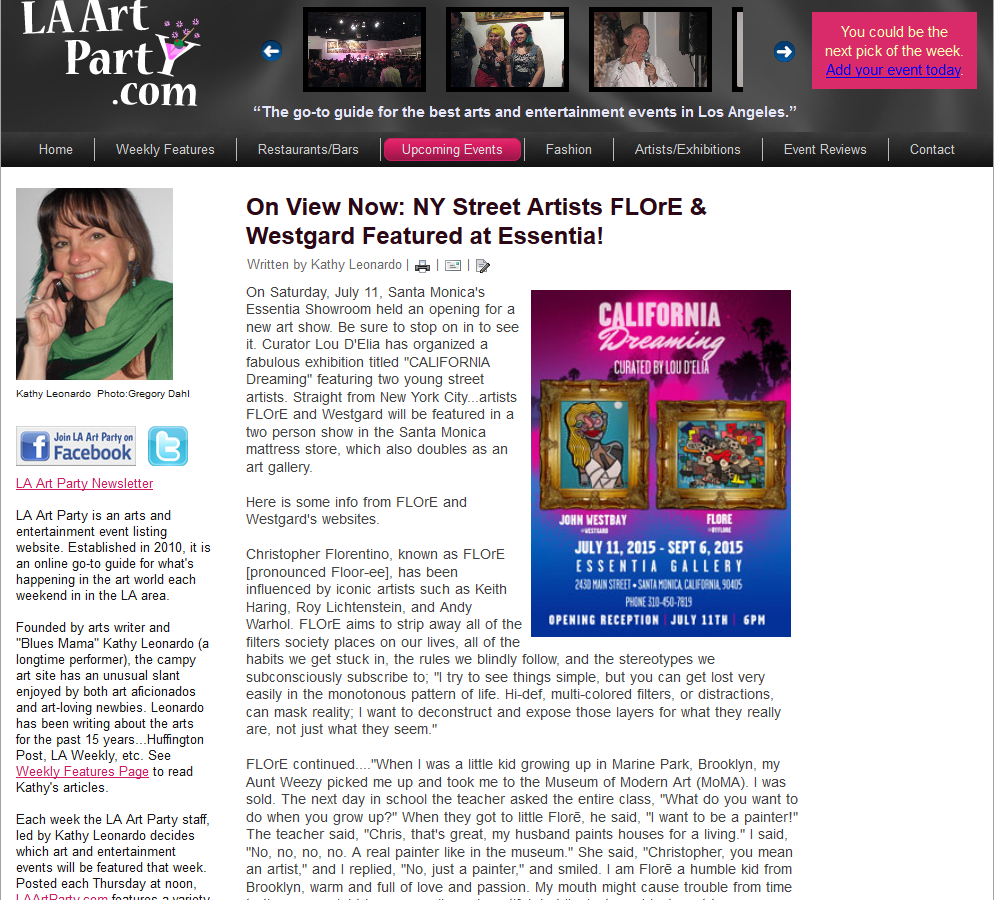 LA Art
Party
.com
You could be the
next pick of the week.
Add your event today.
“The go-to guide for the best arts and entertainment events in Los Angeles.”
Home
Weekly Features
Restaurants/Bars
Upcoming Events
Fashion
Artists/Exhibitions
Event Reviews
Contact
Kathy Leonardo Photo:Gregory Dahl
Join LA Art Party on
Facebook
LA Art Party Newsletter
LA Art Party is an arts and
entertainment event listing
website. Established in 2010, it is
an online go-to guide for what's
happening in the art world each
weekend in in the LA area.
Founded by arts writer and
"Blues Mama" Kathy Leonardo (a
longtime performer), the campy
art site has an unusual slant
enjoyed by both art aficionados
and art-loving newbies. Leonardo
has been writing about the arts
for the past 15 years...Huffington
Post, LA Weekly, etc. See
Weekly Features Page to read
Kathy's articles.
Each week the LA Art Party staff,
led by Kathy Leonardo decides
which art and entertainment
events will be featured that week.
Posted each Thursday at noon,
LAArtParty.com features a variety
On View Now: NY Street Artists FLOrE &
Westgard Featured at Essentia!
Written by Kathy Leonardo | | |
On Saturday, July 11, Santa Monica's
Essentia Showroom held an opening for a
new art show. Be sure to stop on in to see
it. Curator Lou D'Elia has organized a
fabulous exhibition titled "CALIFORNIA
Dreaming" featuring two young street
artists. Straight from New York City...artists
FLOrE and Westgard will be featured in a
two person show in the Santa Monica
mattress store, which also doubles as an
art gallery.
Here is some info from FLOrE and
Westgard's websites.
Christopher Florentino, known as FLOrE
[pronounced Floor-ee], has been
influenced by iconic artists such as Keith
Haring, Roy Lichtenstein, and Andy
Warhol. FLOrE aims to strip away all of the
filters society places on our lives, all of the
habits we get stuck in, the rules we blindly follow, and the stereotypes we
subconsciously subscribe to; "I try to see things simple, but you can get lost very
easily in the monotonous pattern of life. Hi-def, multi-colored filters, or distractions,
can mask reality; I want to deconstruct and expose those layers for what they really
are, not just what they seem."
FLOrE continued...."When I was a little kid growing up in Marine Park, Brooklyn, my
Aunt Weezy picked me up and took me to the Museum of Modern Art (MoMA). I was
sold. The next day in school the teacher asked the entire class, "What do you want to
do when you grow up?" When they got to little Florē, he said, "I want to be a painter!"
The teacher said, "Chris, that's great, my husband paints houses for a living." I said,
"No, no, no, no. A real painter like in the museum." She said, "Christopher, you mean
an artist," and I replied, "No, just a painter," and smiled. I am Florē a humble kid from
Brooklyn, warm and full of love and passion. My mouth might cause trouble from time
CALIFORNIA
Dreaming
CURATED BY LOU D'ELIA
JOHN WESTBAY
@WESTGARD
FLORE
@BYFLORE
JULY 11, 2015 - SEPT 6, 2015
ESSENTIA GALLERY
2430 MAIN STREET • SANTA MONICA, CALIFORNIA, 90405
PHONE 310-450-7819
OPENING RECEPTION | JULY 11TH | 6PM